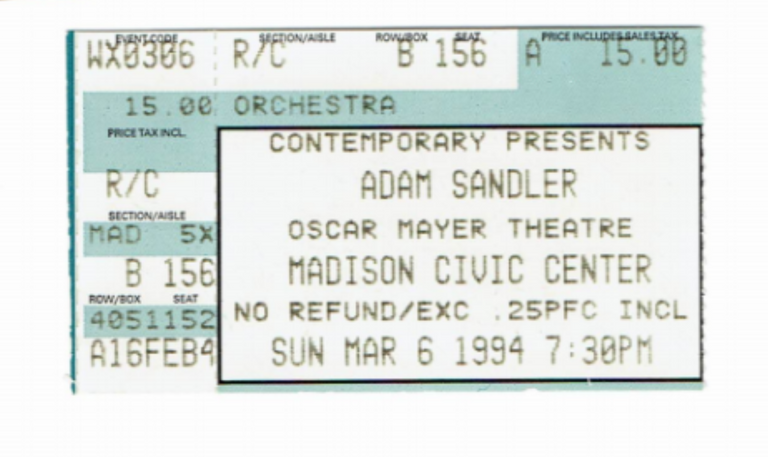 EVENT CODE SECTION/AISLE ROW/BOX SEAT PRICE INCLUDES SALES TAX
WX0306 R/C B 156 A 15.00
15.00 ORCHESTRA
PRICE TAX INCL.
CONTEMPORARY PRESENTS
R/C ADAM SANDLER
SECTION/AISLE
MAD 5X OSCAR MAYER THEATRE
B 156 MADISON CIVIC CENTER
ROW/BOX SEAT
4051152 NO REFUND/EXC .25PFC INCL
A16FEB4 SUN MAR 6 1994 7:30PM